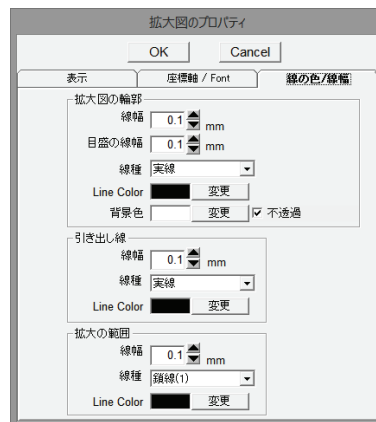 拡大図のプロパティ
OK Cancel
表示 座標軸 / Font 線の色/線幅
拡大図の輪郭
線幅 0.1 mm
目盛の線幅 0.1 mm
線種 実線
Line Color 変更
背景色 変更 不透過
引き出し線
線幅 0.1 mm
線種 実線
Line Color 変更
拡大の範囲
線幅 0.1 mm
線種 鎖線(1)
Line Color 変更